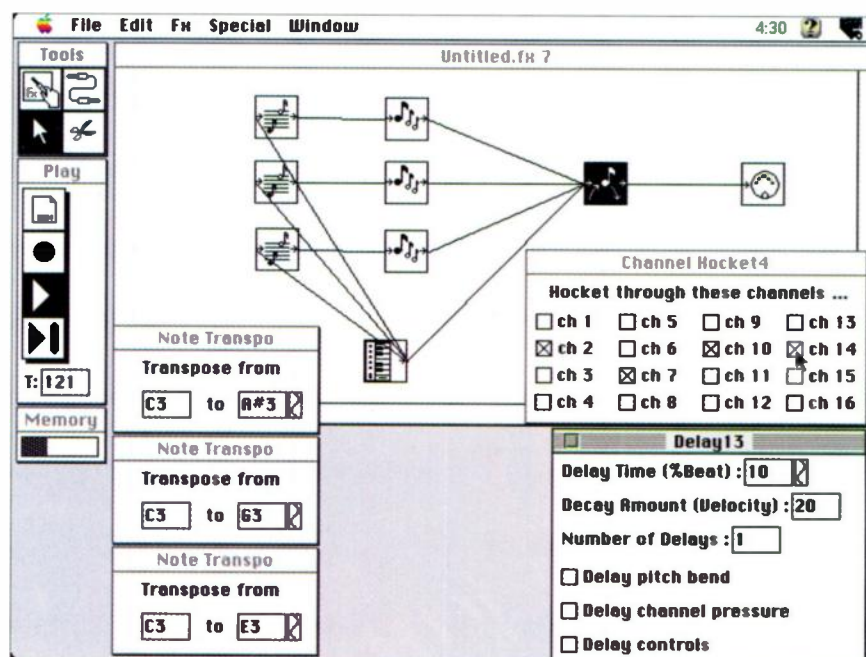 File Edit Fx Special Window 4:30
Tools
Untitled.fx 7
Fx
Play
T: 121
Memory
Note Transpo
Transpose from
C3 to A#3
Note Transpo
Transpose from
C3 to G3
Note Transpo
Transpose from
C3 to E3
Channel Hocket4
Hocket through these channels ...
ch 1 ch 5 ch 9 ch 13
ch 2 ch 6 ch 10 ch 14
ch 3 ch 7 ch 11 ch 15
ch 4 ch 8 ch 12 ch 16
Delay13
Delay Time (%Beat) : 10
Decay Amount (Velocity) : 20
Number of Delays : 1
Delay pitch bend
Delay channel pressure
Delay controls